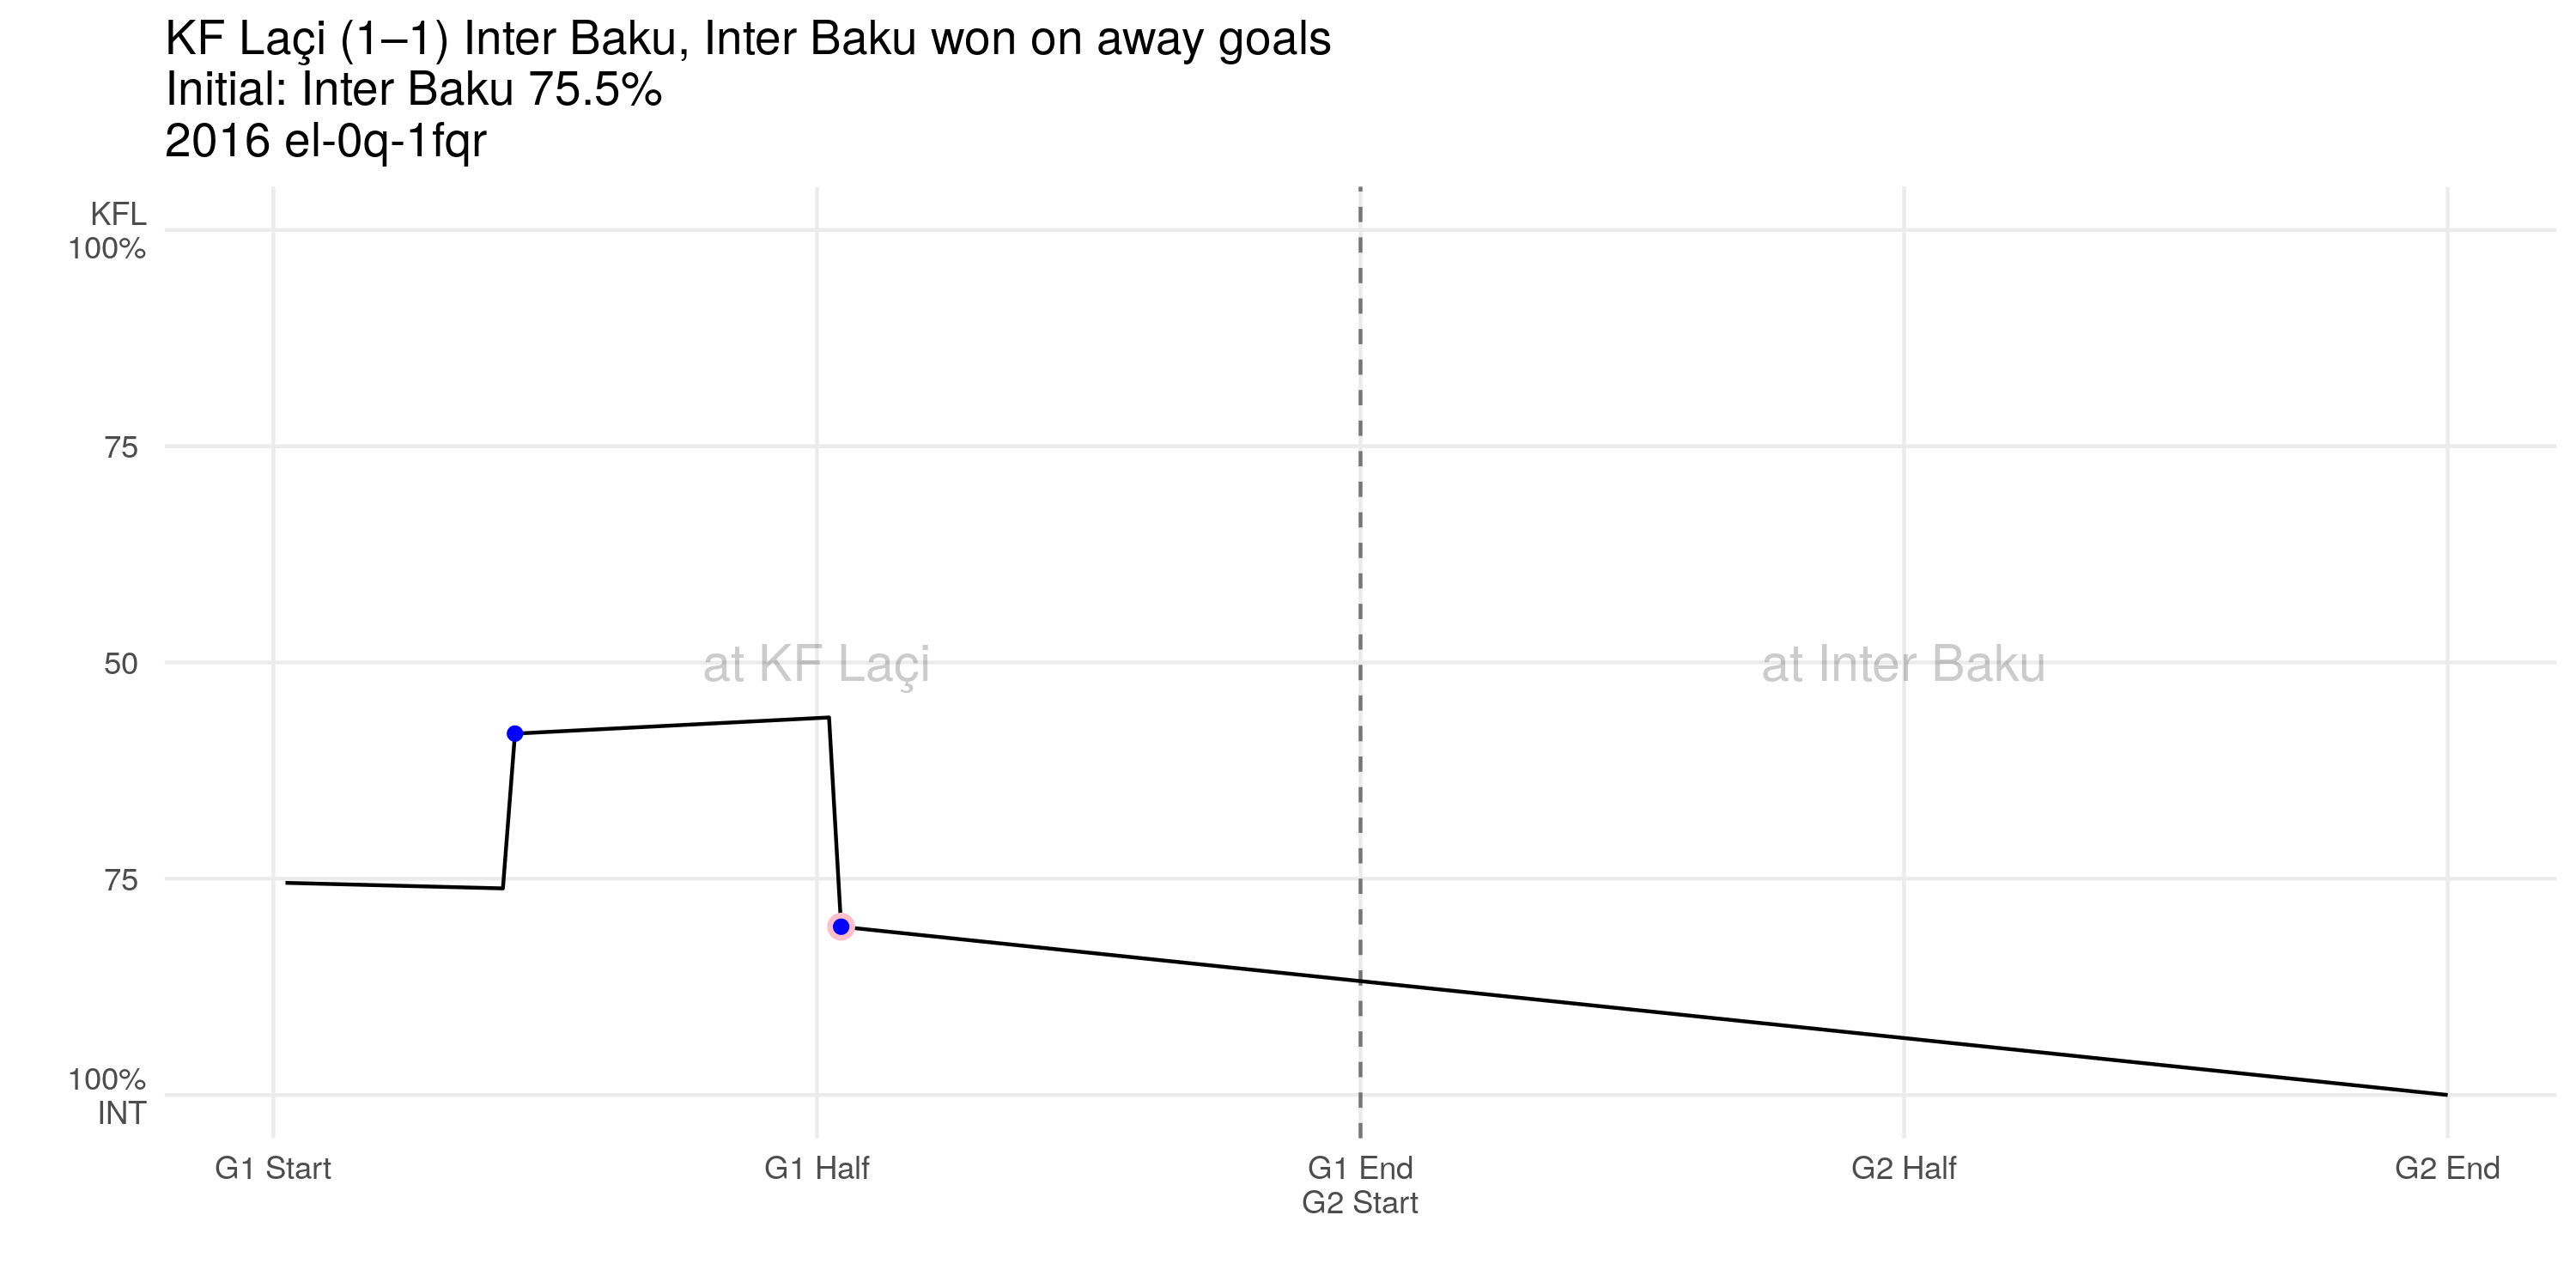 KF Laçi (1–1) Inter Baku, Inter Baku won on away goals
Initial: Inter Baku 75.5%
2016 el-0q-1fqr
KFL
100%
75
50
75
100%
INT
at KF Laçi
at Inter Baku
G1 Start
G1 Half
G1 End
G2 Start
G2 Half
G2 End